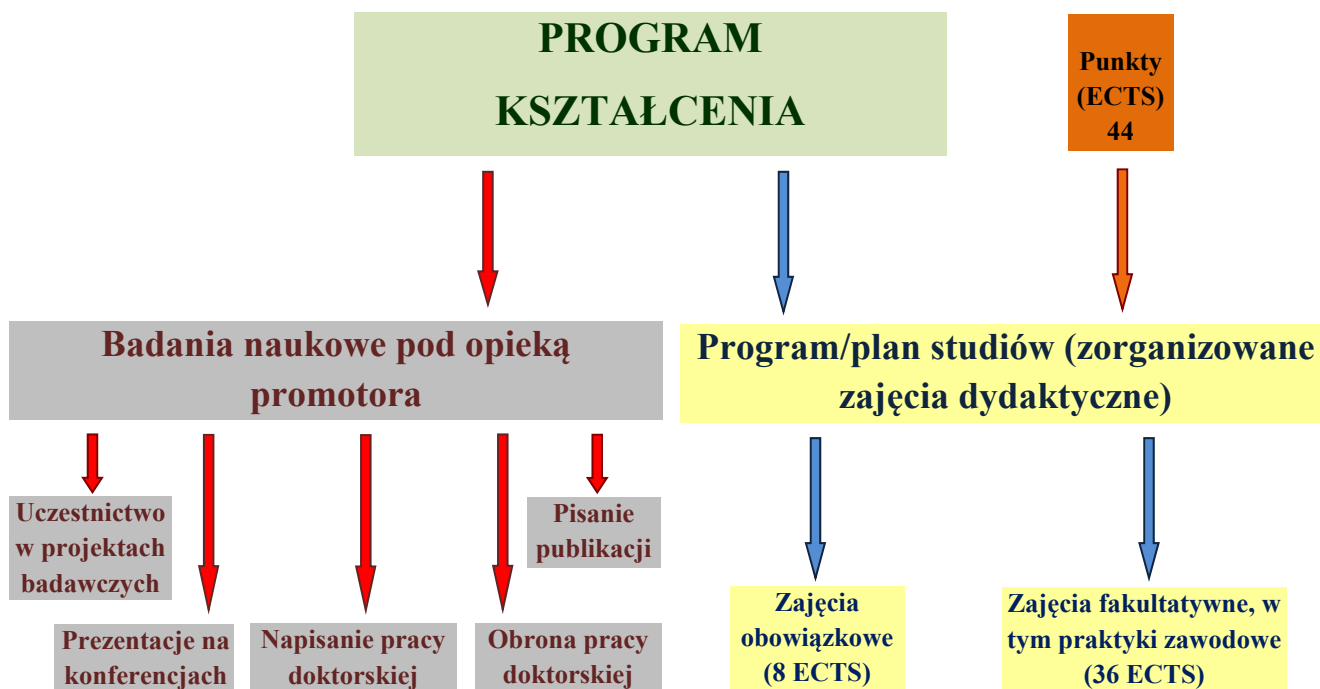 PROGRAM
KSZTAŁCENIA
Punkty
(ECTS)
44
Badania naukowe pod opieką
promotora
Program/plan studiów (zorganizowane
zajęcia dydaktyczne)
Uczestnictwo
w projektach
badawczych
Pisanie
publikacji
Prezentacje na
konferencjach
Napisanie pracy
doktorskiej
Obrona pracy
doktorskiej
Zajęcia
obowiązkowe
(8 ECTS)
Zajęcia fakultatywne, w
tym praktyki zawodowe
(36 ECTS)